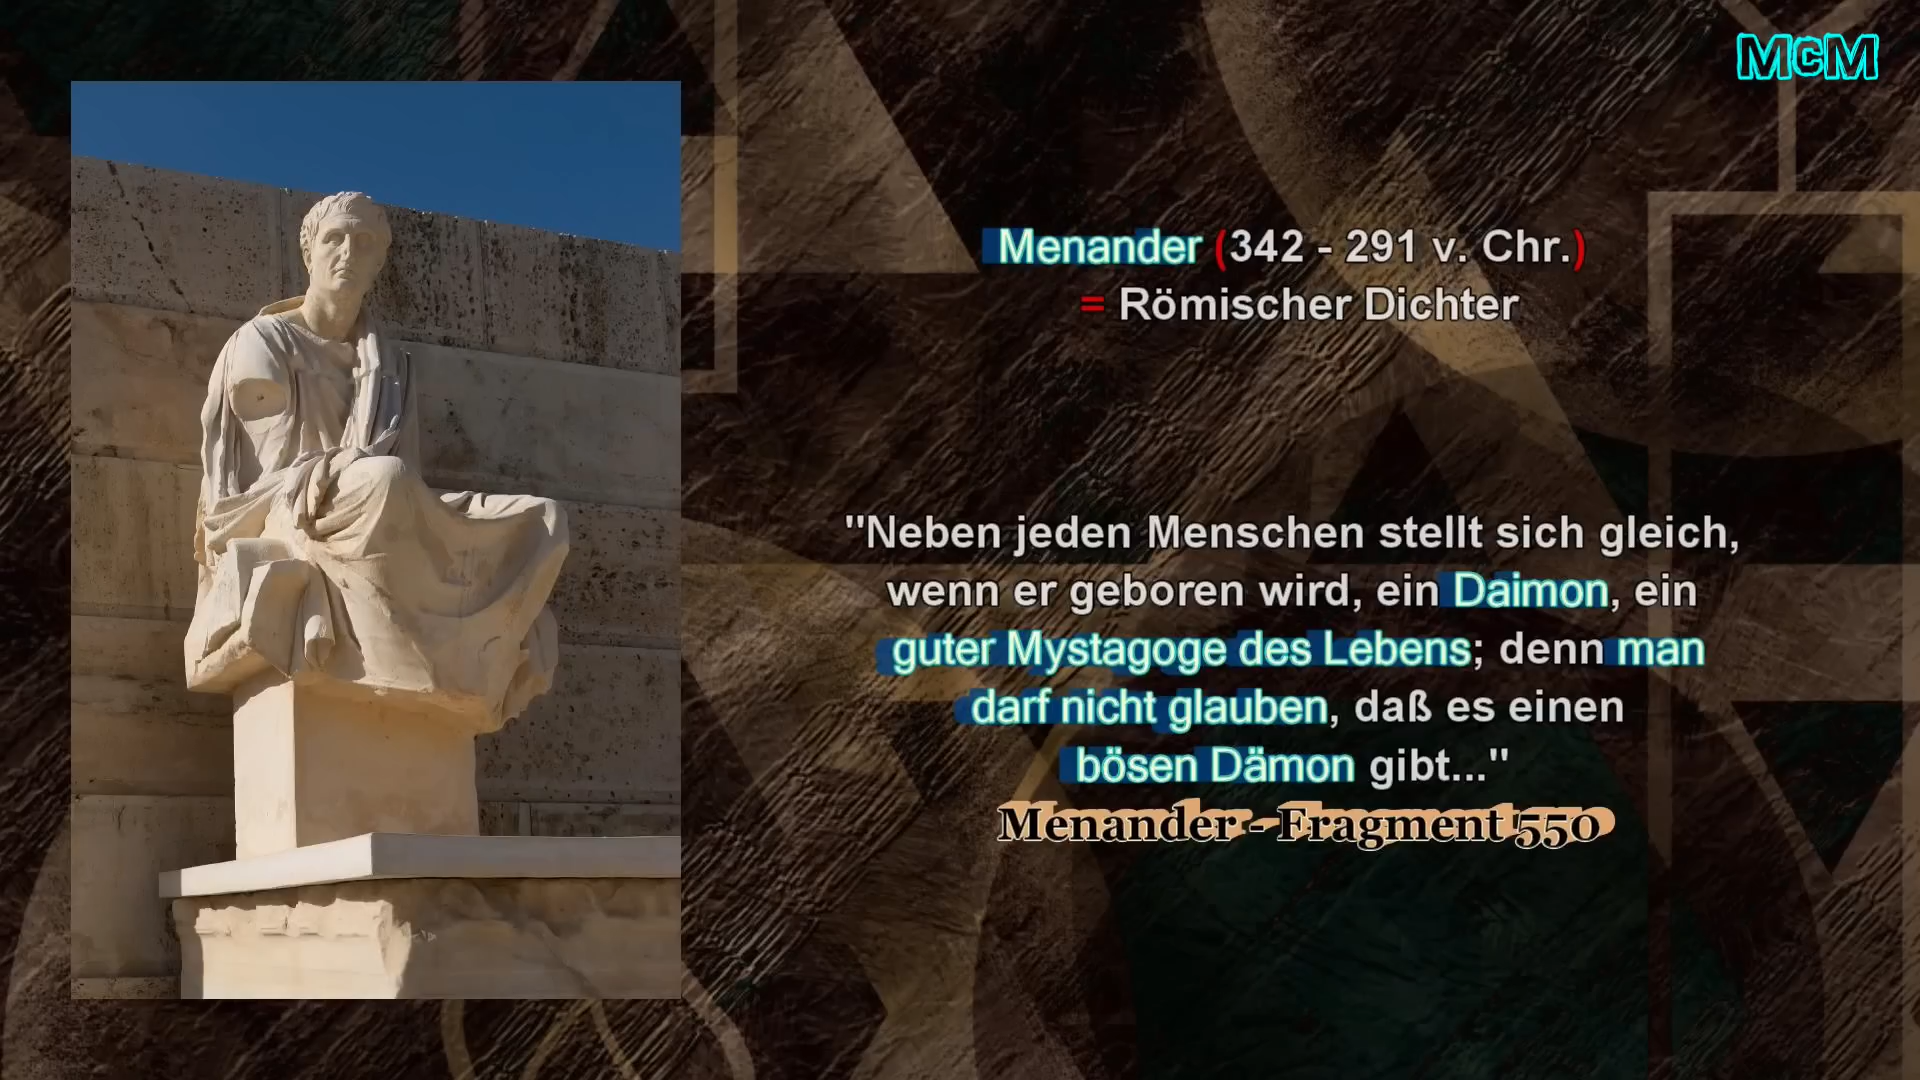 McM
Menander (342 - 291 v. Chr.)
= Römischer Dichter
"Neben jeden Menschen stellt sich gleich,
wenn er geboren wird, ein Daimon, ein
guter Mystagoge des Lebens; denn man
darf nicht glauben, daß es einen
bösen Dämon gibt..."
Menander - Fragment 550